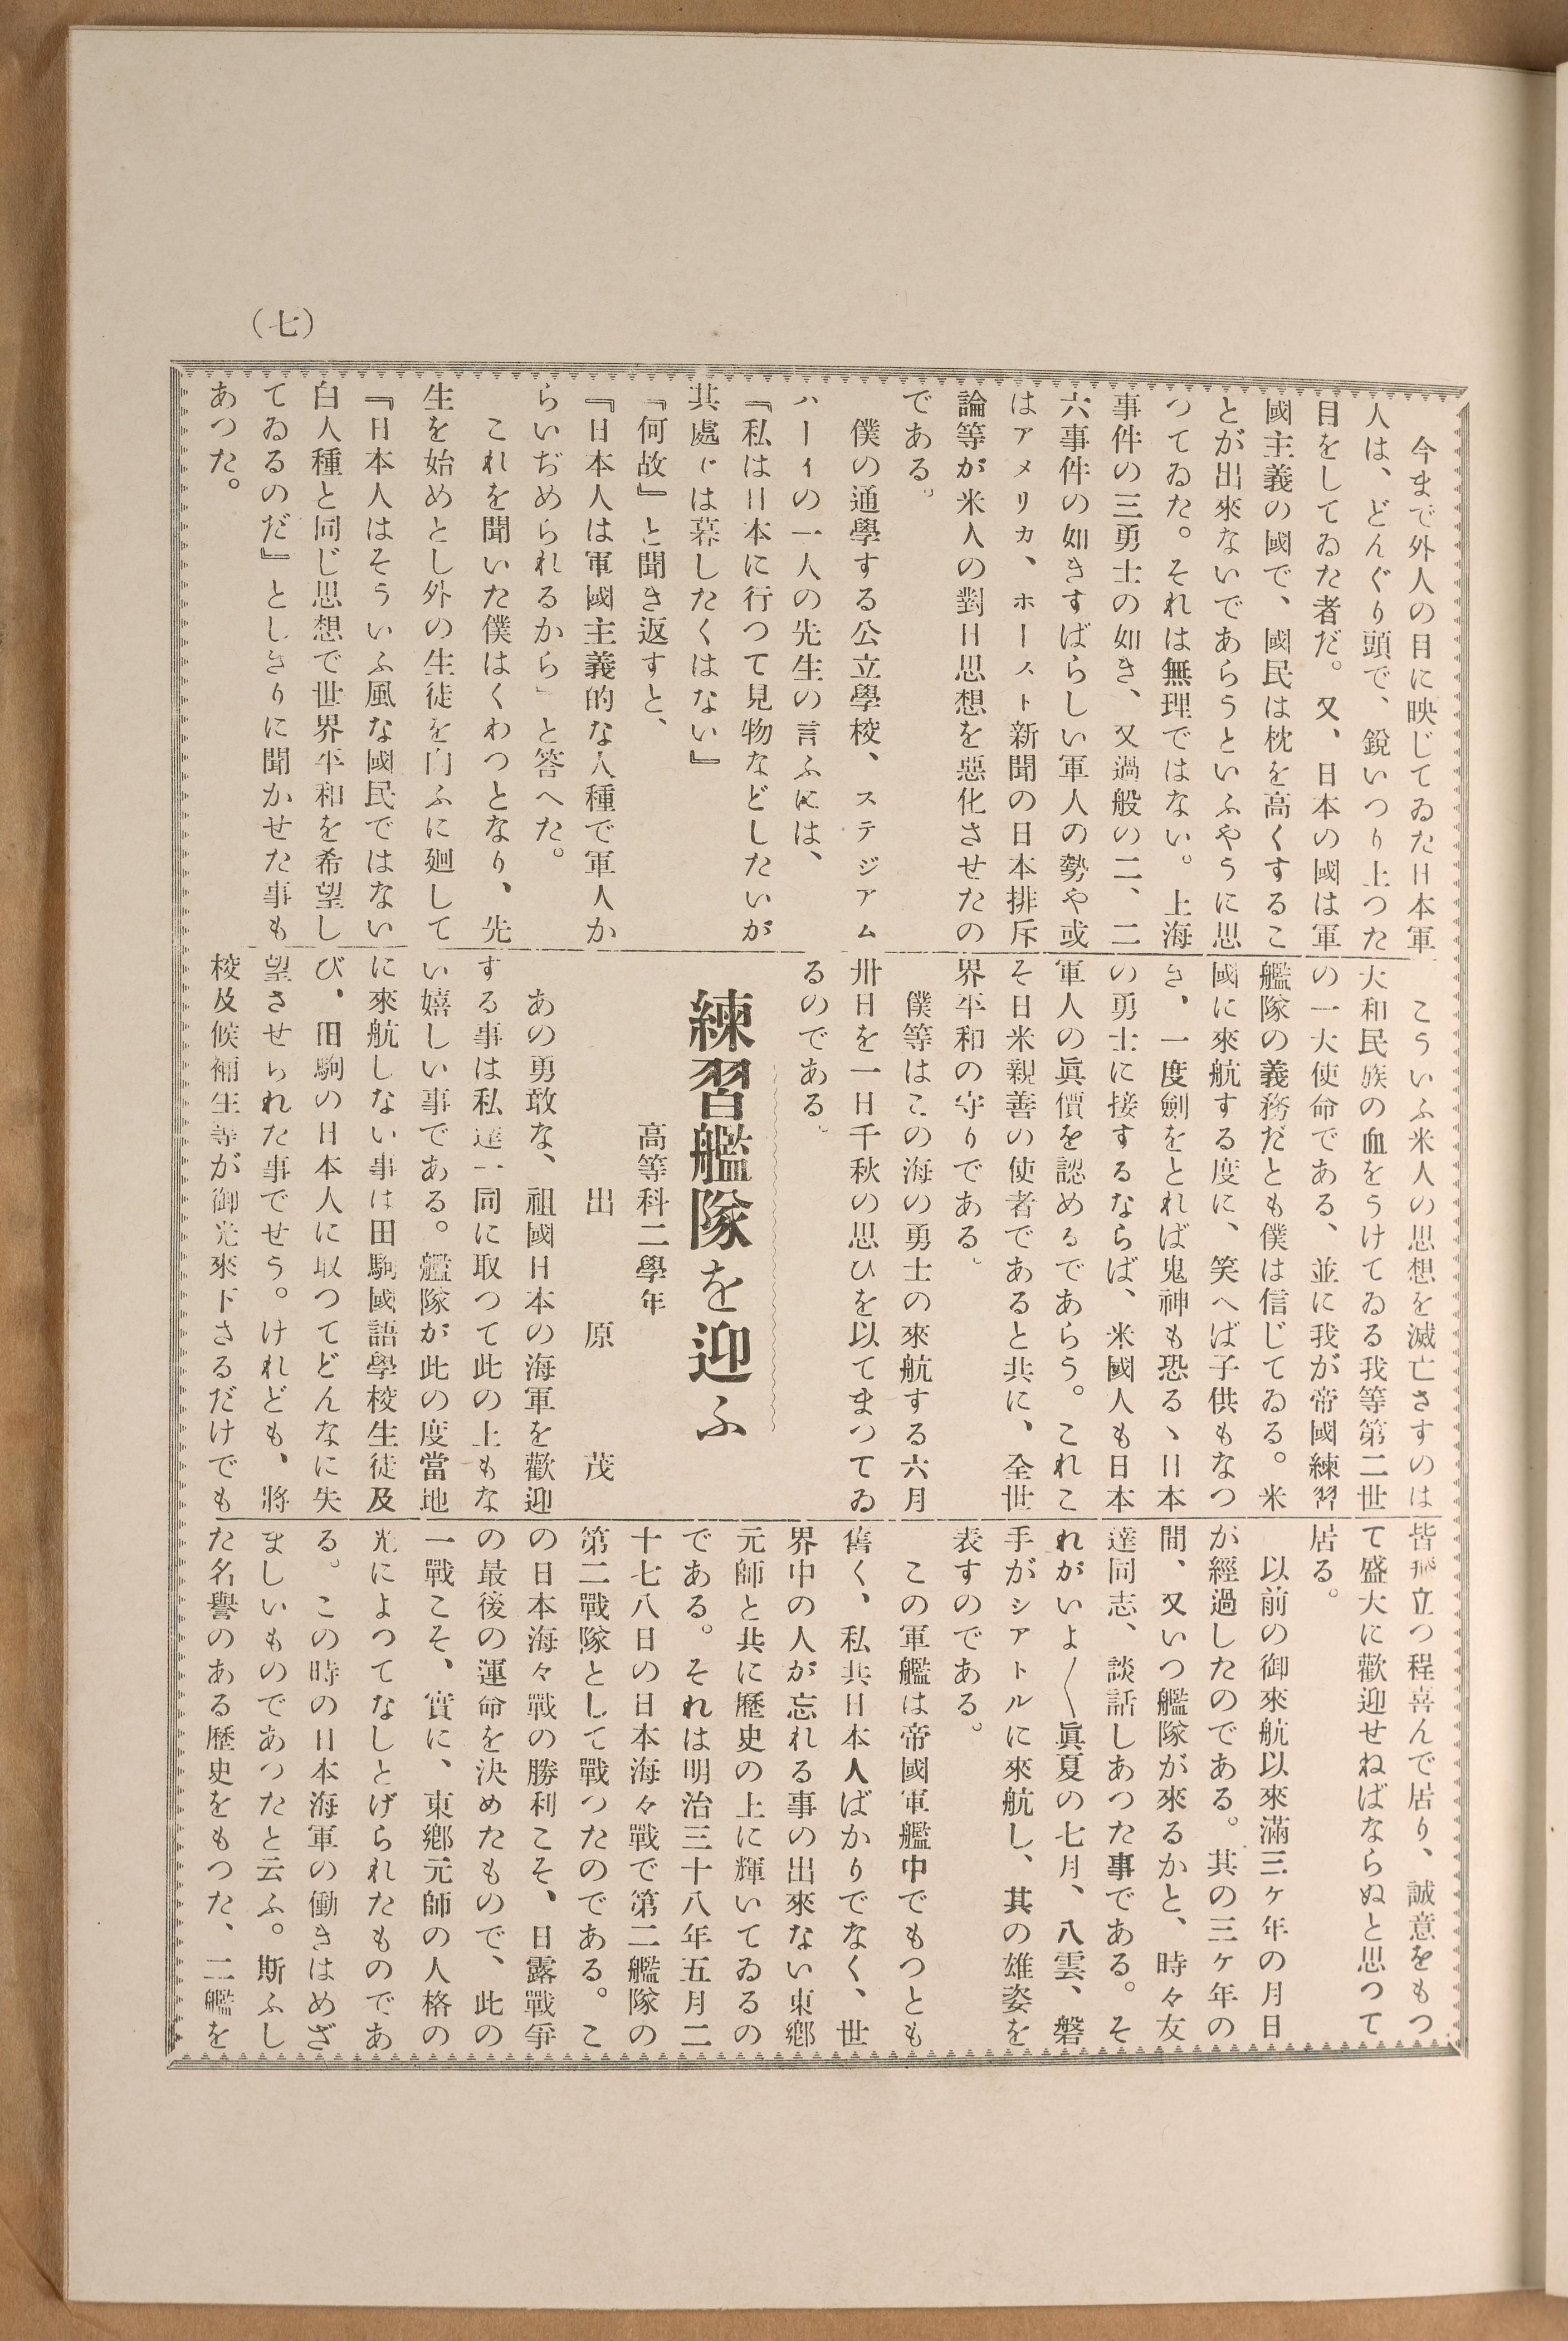 (七)
今まで外人の目に映じてゐた日本軍
人は、どんぐり頭で、鋭いつり上つた
目をしてゐた者だ。又、日本の國は軍
國主義の國で、國民は枕を高くするこ
とが出來ないであらうといふやうに思
つてゐた。それは無理ではない。上海
事件の三勇士の如き、又過般の二、二
六事件の如きすばらしい軍人の勢や或
はアメリカ、ホースト新聞の日本排斥
論等が米人の對日思想を惡化させたの
である。
僕の通學する公立學校、ステジアム
ハーイの一人の先生の言ふには、
『私は日本に行つて見物などしたいが
其處ぢは暮したくはない』
『何故』と聞き返すと、
『日本人は軍國主義的な人種で軍人か
らいぢめられるから』と答へた。
これを聞いた僕はくわつとなり、先
生を始めとし外の生徒を向ふに廻して
『日本人はそういふ風な國民ではない
白人種と同じ思想で世界平和を希望し
てゐるのだ』としきりに聞かせた事も
あつた。
こういふ米人の思想を滅亡さすのは
大和民族の血をうけてゐる我等第二世
の一大使命である、並に我が帝國練習
艦隊の義務だとも僕は信じてゐる。米
國に來航する度に、笑へば子供もなつ
き、一度劍をとれば鬼神も恐るゝ日本
の勇士に接するならば、米國人も日本
軍人の眞價を認めるであらう。これこ
そ日米親善の使者であると共に、全世
界平和の守りである。
僕等はこの海の勇士の來航する六月
卅日を一日千秋の思ひを以てまつてゐ
るのである。
練習艦隊を迎ふ
高等科二學年
出原茂
あの勇敢な、祖國日本の海軍を歡迎
する事は私達一同に取つて此の上もな
い嬉しい事である。艦隊が此の度當地
に來航しない事は田駒國語學校生徒及
び、田駒の日本人に取つてどんなに失
望させられた事でせう。けれども、將
校及候補生等が御光來下さるだけでも
皆飛立つ程喜んで居り、誠意をもつ
て盛大に歡迎せねばならぬと思つて
居る。
以前の御來航以來滿三ヶ年の月日
が經過したのである。其の三ヶ年の
間、又いつ艦隊が來るかと、時々友
達同志、談話しあつた事である。そ
れがいよ〳〵眞夏の七月、八雲、磐
手がシアトルに來航し、其の雄姿を
表すのである。
この軍艦は帝國軍艦中でもつとも
舊く、私共日本人ばかりでなく、世
界中の人が忘れる事の出來ない東鄕
元師と共に歷史の上に輝いてゐるの
である。それは明治三十八年五月二
十七八日の日本海々戰で第二艦隊の
第二戰隊として戰つたのである。こ
の日本海々戰の勝利こそ、日露戰爭
の最後の運命を決めたもので、此の
一戰こそ、實に、東鄕元師の人格の
光によつてなしとげられたものであ
る。この時の日本海軍の働きはめざ
ましいものであつたと云ふ。斯ふし
た名譽のある歷史をもつた、二艦を